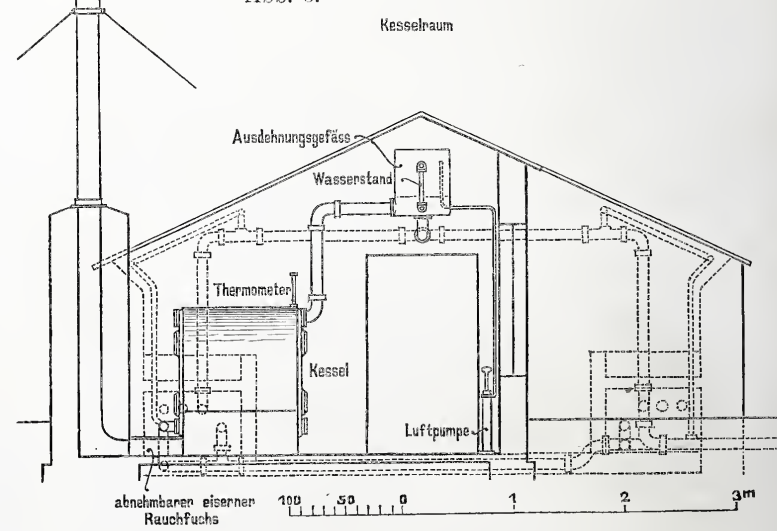 Kesselraum
Ausdehnungsgefäss
Wasserstand
Thermometer
Kessel
Luftpumpe
abnehmbarer eiserner
Rauchfuchs
100 50 0 1 2 3m